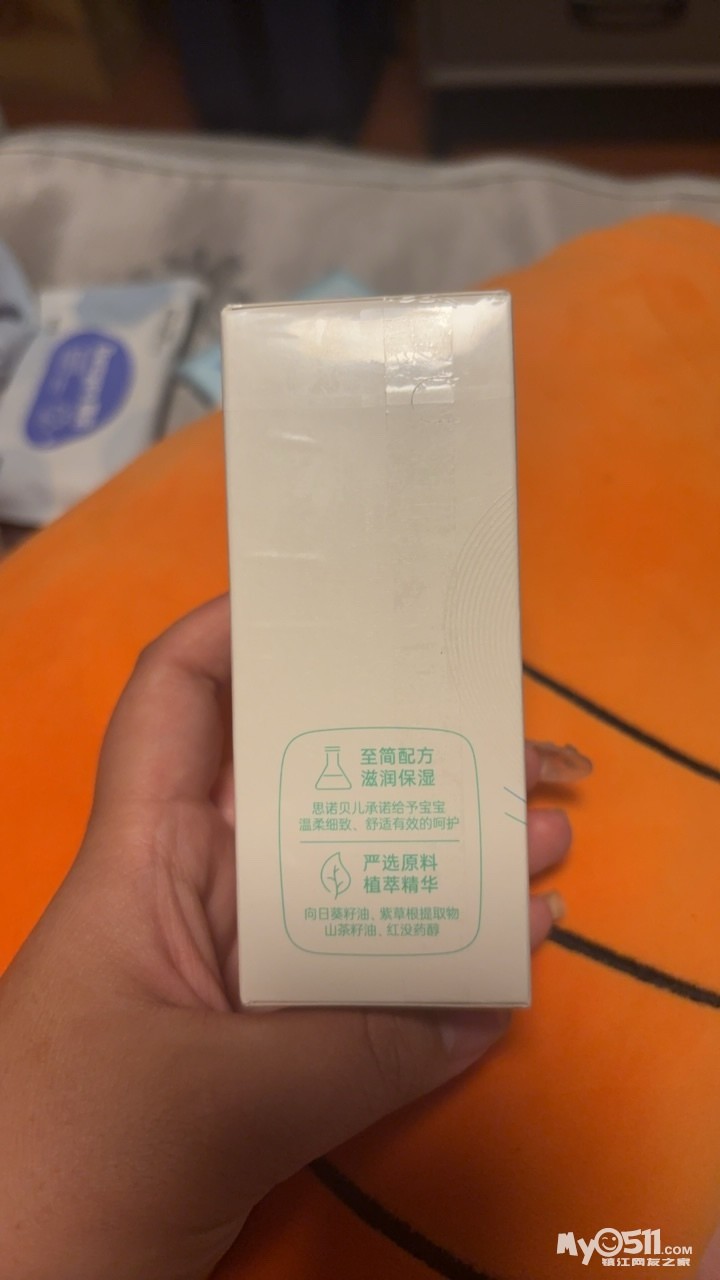 至简配方
滋润保湿
思诺贝儿承诺给予宝宝
温柔细致、舒适有效的呵护
严选原料
植萃精华
向日葵籽油、紫草根提取物
山茶籽油、红没药醇
My0511.COM
镇江网友之家